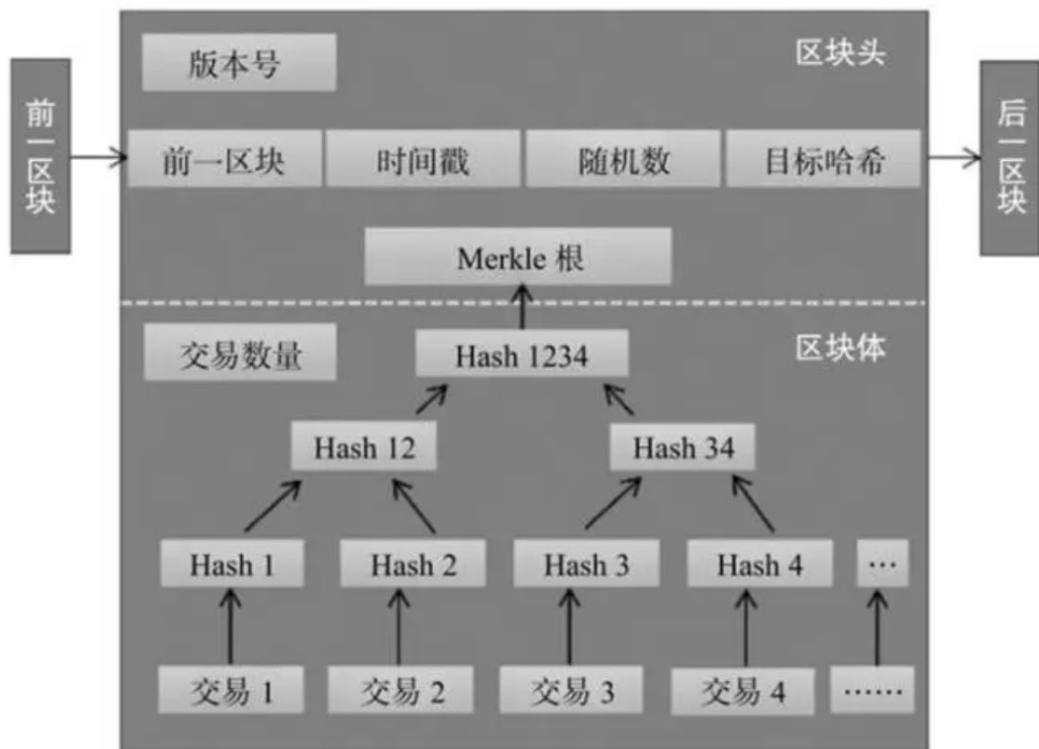 版本号
区块头
前一区块
前一区块
时间戳
随机数
目标哈希
后一区块
Merkle 根
交易数量
Hash 1234
区块体
Hash 12
Hash 34
Hash 1
Hash 2
Hash 3
Hash 4
…
交易 1
交易 2
交易 3
交易 4
……